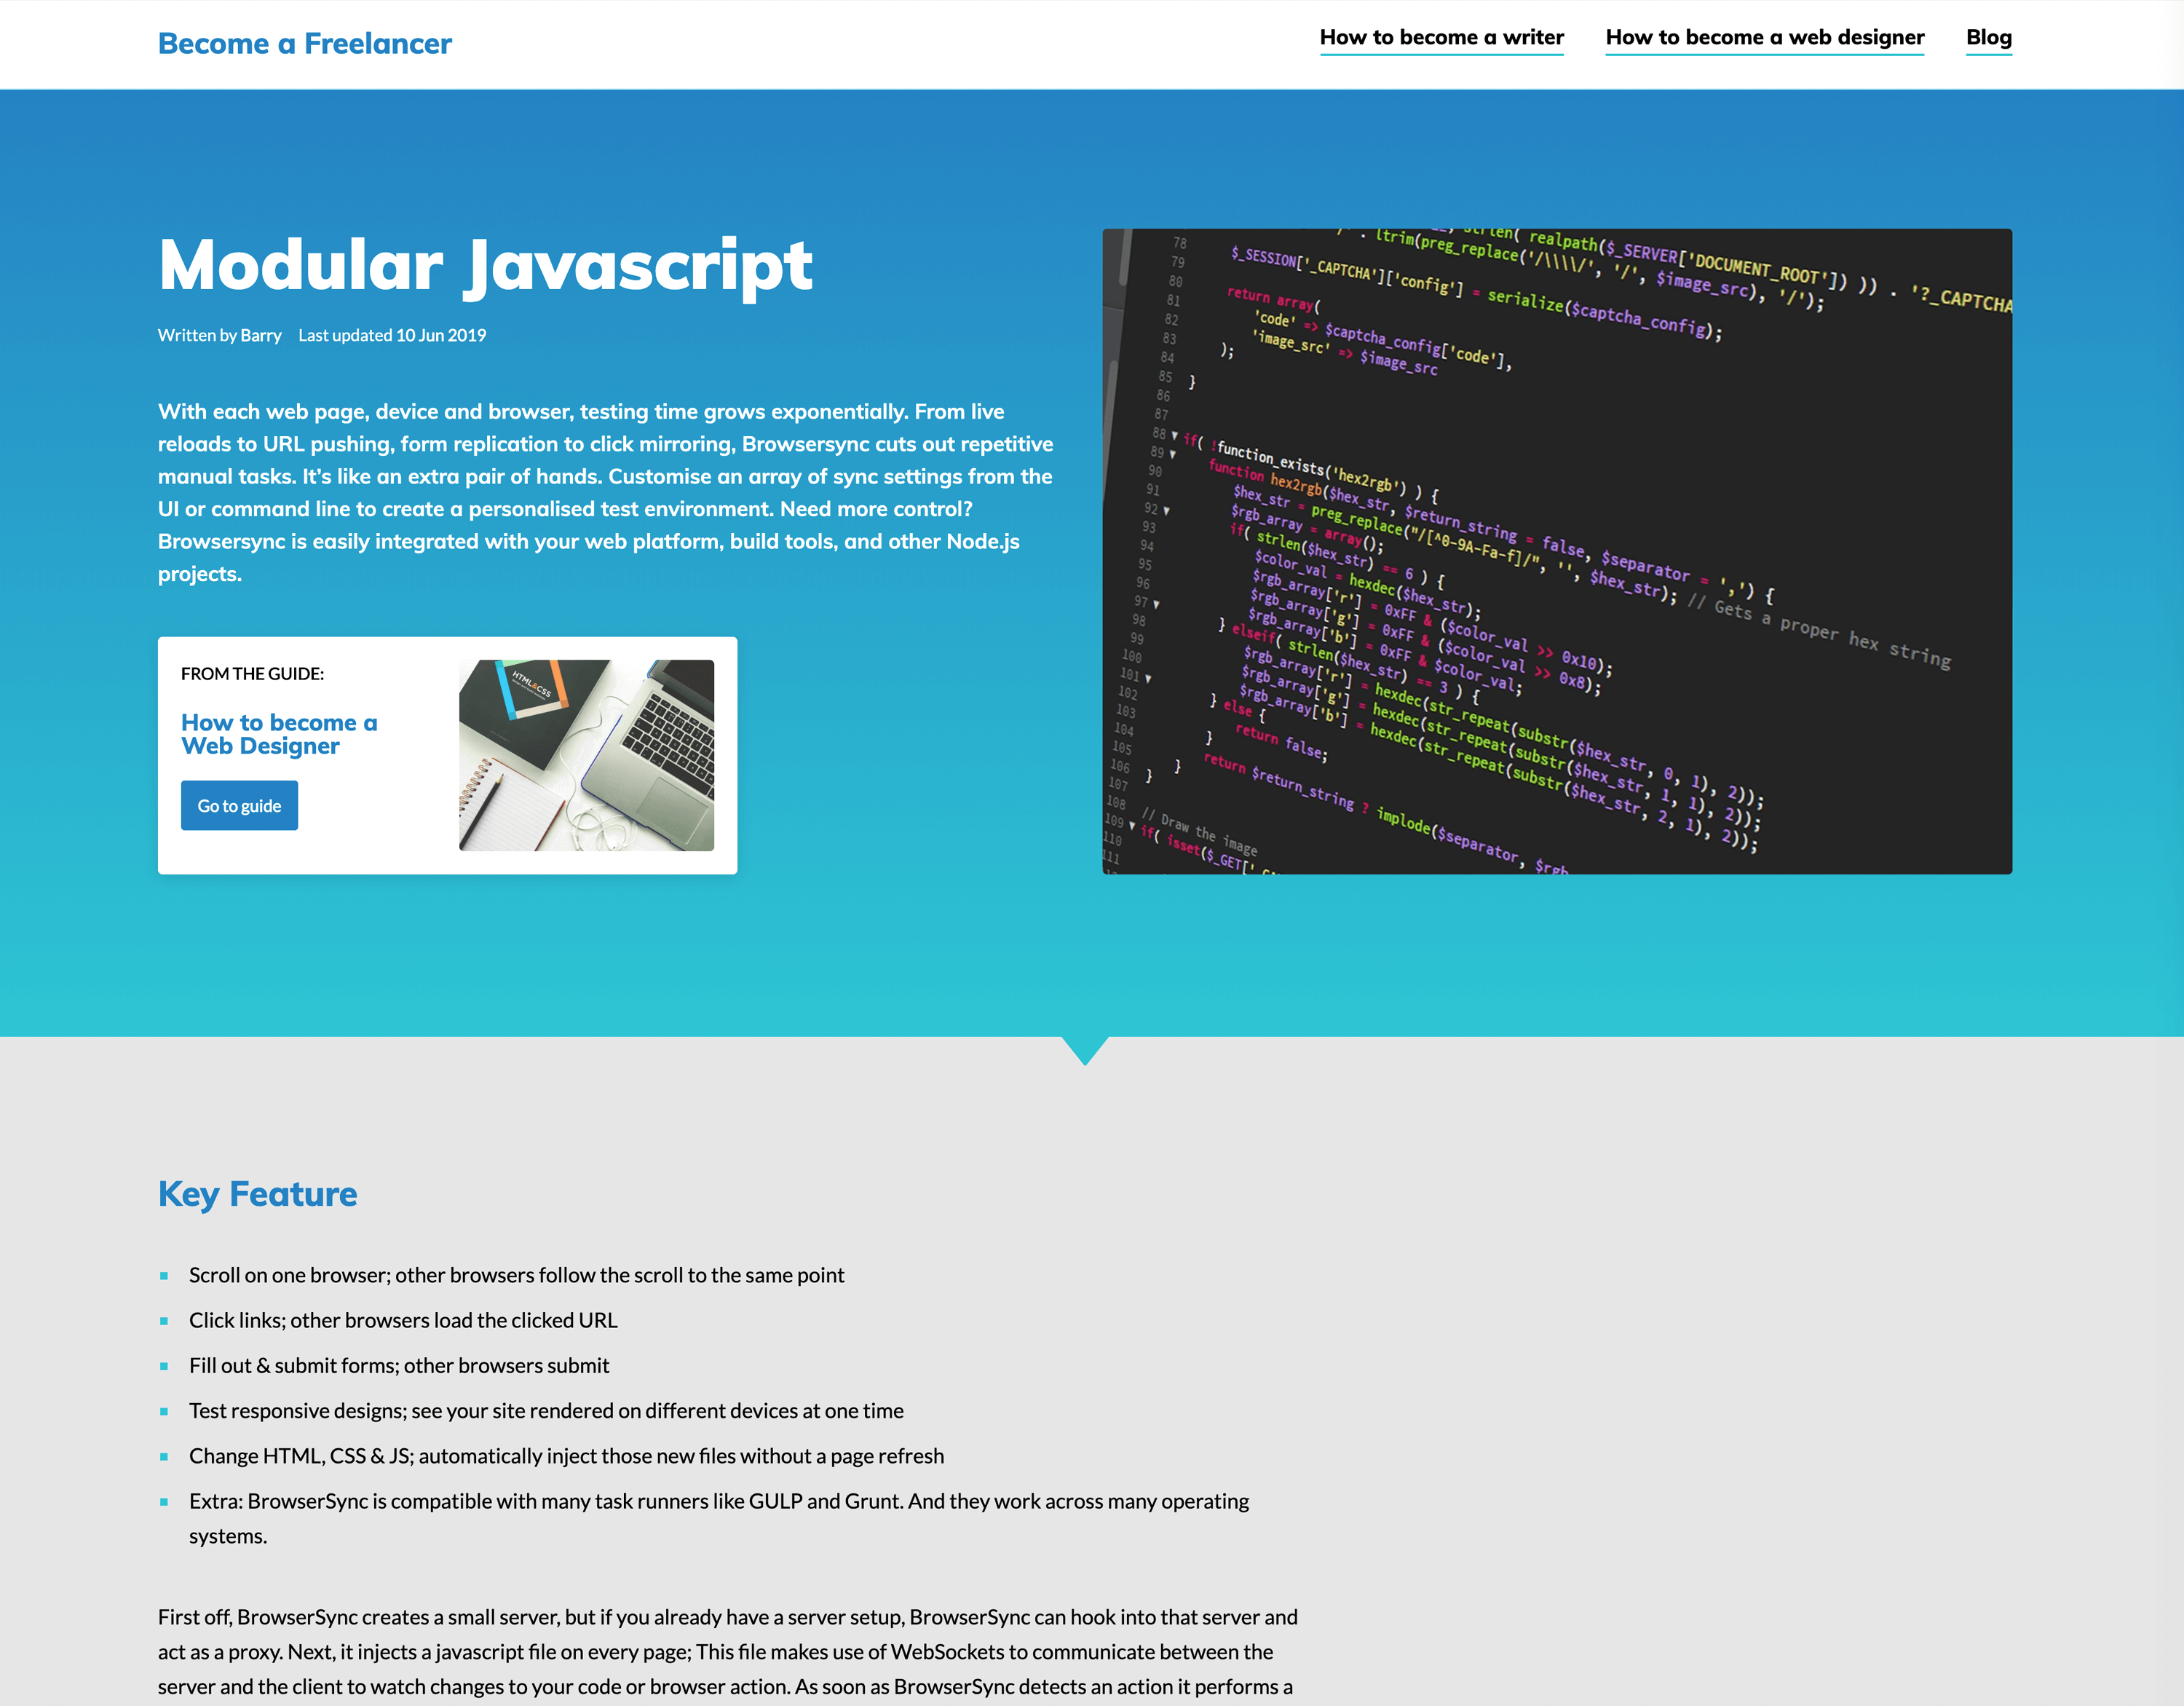 Become a Freelancer
How to become a writer
How to become a web designer
Blog
Modular Javascript
Written by Barry Last updated 10 Jun 2019
With each web page, device and browser, testing time grows exponentially. From live
reloads to URL pushing, form replication to click mirroring, Browsersync cuts out repetitive
manual tasks. It’s like an extra pair of hands. Customise an array of sync settings from the
UI or command line to create a personalised test environment. Need more control?
Browsersync is easily integrated with your web platform, build tools, and other Node.js
projects.
FROM THE GUIDE:
How to become a
Web Designer
Go to guide
HTML&CSS
78
79
80
81
82
83
84
85
86
87
88
89
90
91
92
93
94
95
96
97
98
99
100
101
102
103
104
105
106
107
108
109
110
111
strlen( realpath($_SERVER['DOCUMENT_ROOT']) )) . '?_CAPTCHA
ltrim(preg_replace('/\\\\/', '/', $image_src), '/');
$_SESSION['_CAPTCHA']['config'] = serialize($captcha_config);
return array(
'code' => $captcha_config['code'],
'image_src' => $image_src
);
}
if( !function_exists('hex2rgb') ) {
function hex2rgb($hex_str, $return_string = false, $separator = ',') {
$hex_str = preg_replace("/[^0-9A-Fa-f]/", '', $hex_str); // Gets a proper hex string
$rgb_array = array();
if( strlen($hex_str) == 6 ) {
$color_val = hexdec($hex_str);
$rgb_array['r'] = 0xFF & ($color_val >> 0x10);
$rgb_array['g'] = 0xFF & ($color_val >> 0x8);
$rgb_array['b'] = 0xFF & $color_val;
} elseif( strlen($hex_str) == 3 ) {
$rgb_array['r'] = hexdec(str_repeat(substr($hex_str, 0, 1), 2));
$rgb_array['g'] = hexdec(str_repeat(substr($hex_str, 1, 1), 2));
$rgb_array['b'] = hexdec(str_repeat(substr($hex_str, 2, 1), 2));
} else {
return false;
}
return $return_string ? implode($separator, $rgb
}
}
// Draw the image
if( isset($_GET['
Key Feature
Scroll on one browser; other browsers follow the scroll to the same point
Click links; other browsers load the clicked URL
Fill out & submit forms; other browsers submit
Test responsive designs; see your site rendered on different devices at one time
Change HTML, CSS & JS; automatically inject those new files without a page refresh
Extra: BrowserSync is compatible with many task runners like GULP and Grunt. And they work across many operating
systems.
First off, BrowserSync creates a small server, but if you already have a server setup, BrowserSync can hook into that server and
act as a proxy. Next, it injects a javascript file on every page; This file makes use of WebSockets to communicate between the
server and the client to watch changes to your code or browser action. As soon as BrowserSync detects an action it performs a